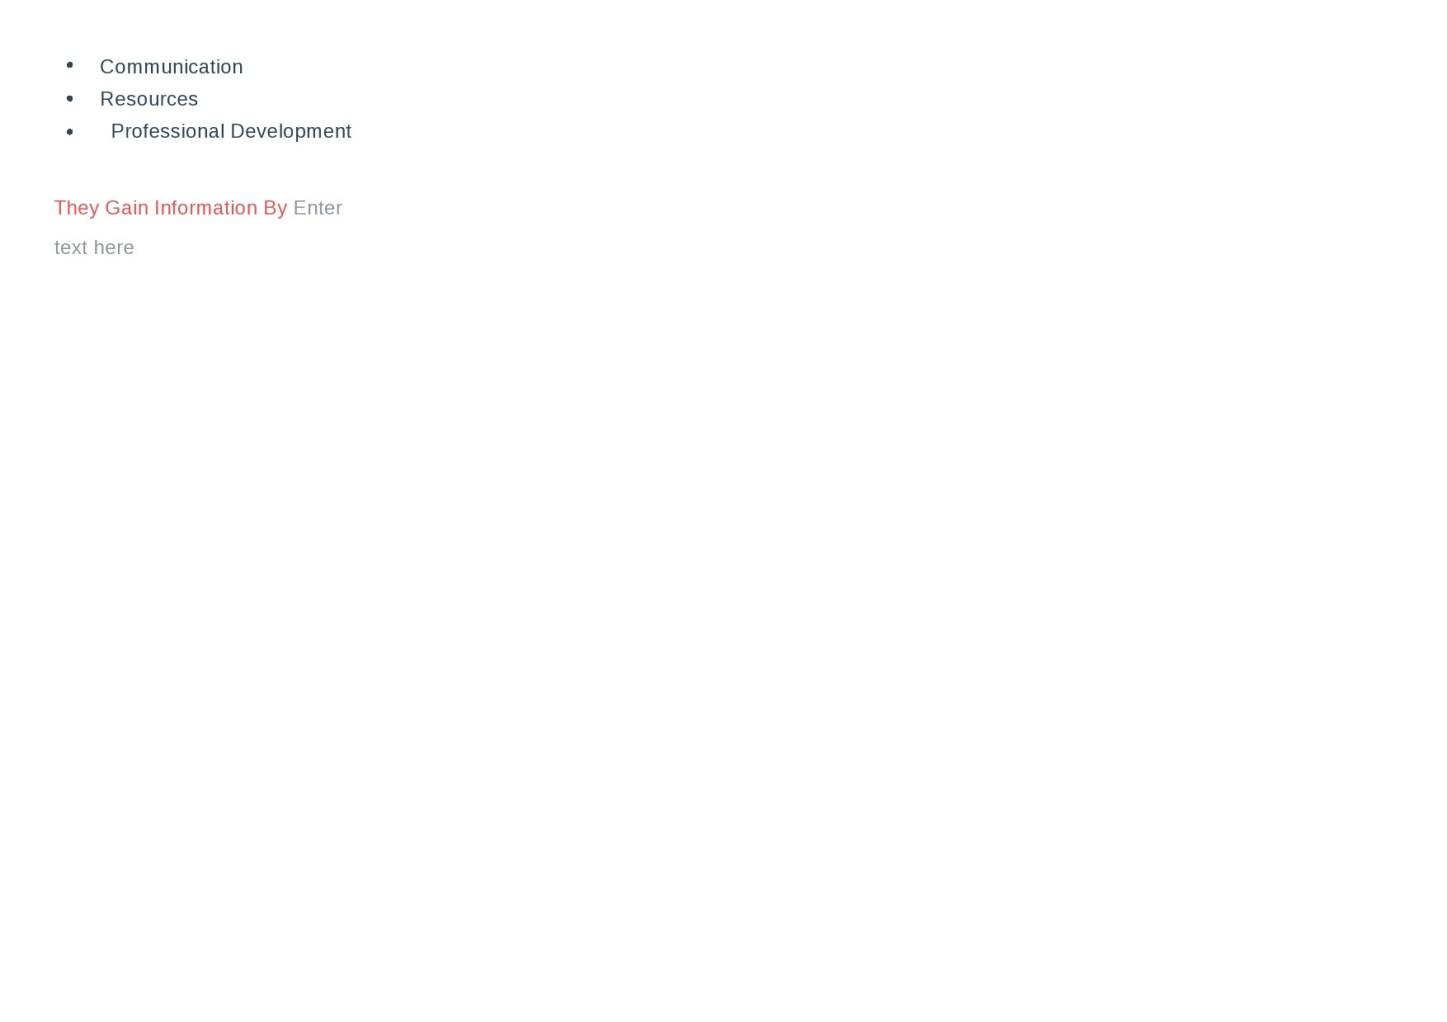 • Communication
• Resources
• Professional Development
They Gain Information By Enter
text here